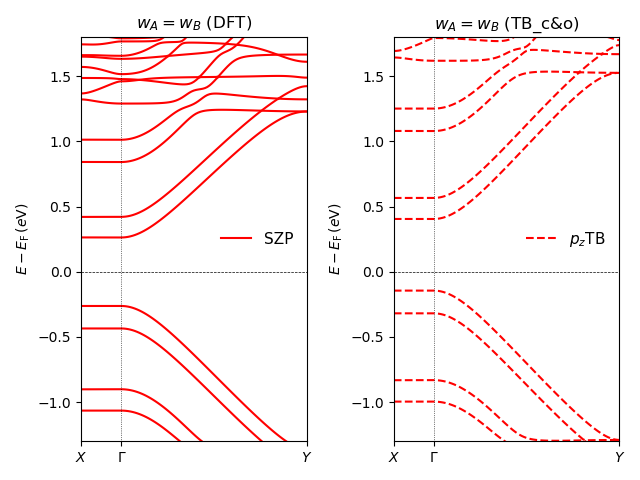 w_A = w_B (DFT)
E − E_F (eV)
1.5
1.0
0.5
0.0
−0.5
−1.0
X
Γ
Y
SZP
w_A = w_B (TB_c&o)
E − E_F (eV)
1.5
1.0
0.5
0.0
−0.5
−1.0
X
Γ
Y
p_zTB